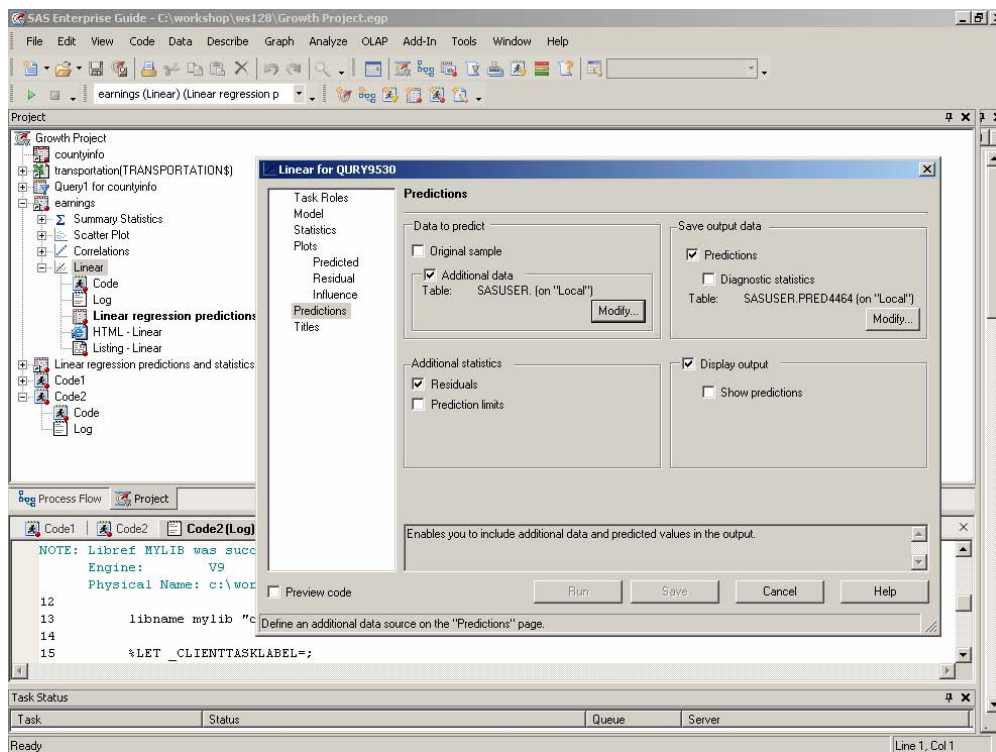 SAS Enterprise Guide - C:\workshop\ws128\Growth Project.egp
File Edit View Code Data Describe Graph Analyze OLAP Add-In Tools Window Help
earnings (Linear) (Linear regression p
Project
Growth Project
countyinfo
transportation(TRANSPORTATION$)
Query1 for countyinfo
earnings
Summary Statistics
Scatter Plot
Correlations
Linear
Code
Log
Linear regression predictions
HTML - Linear
Listing - Linear
Linear regression predictions and statistics
Code1
Code2
Code
Log
Process Flow Project
Linear for QURY9530
Task Roles
Model
Statistics
Plots
Predicted
Residual
Influence
Predictions
Titles
Predictions
Data to predict
Original sample
Additional data
Table: SASUSER. (on "Local")
Modify...
Save output data
Predictions
Diagnostic statistics
Table: SASUSER.PRED4464 (on "Local")
Modify...
Additional statistics
Residuals
Prediction limits
Display output
Show predictions
Enables you to include additional data and predicted values in the output.
Preview code
Run Save Cancel Help
Define an additional data source on the "Predictions" page.
Code1 Code2 Code2 (Log)
NOTE: Libref MYLIB was succ
Engine: V9
Physical Name: c:\wor
12
13 libname mylib "c
14
15 %LET _CLIENTTASKLABEL=;
Task Status
Task Status Queue Server
Ready Line 1, Col 1